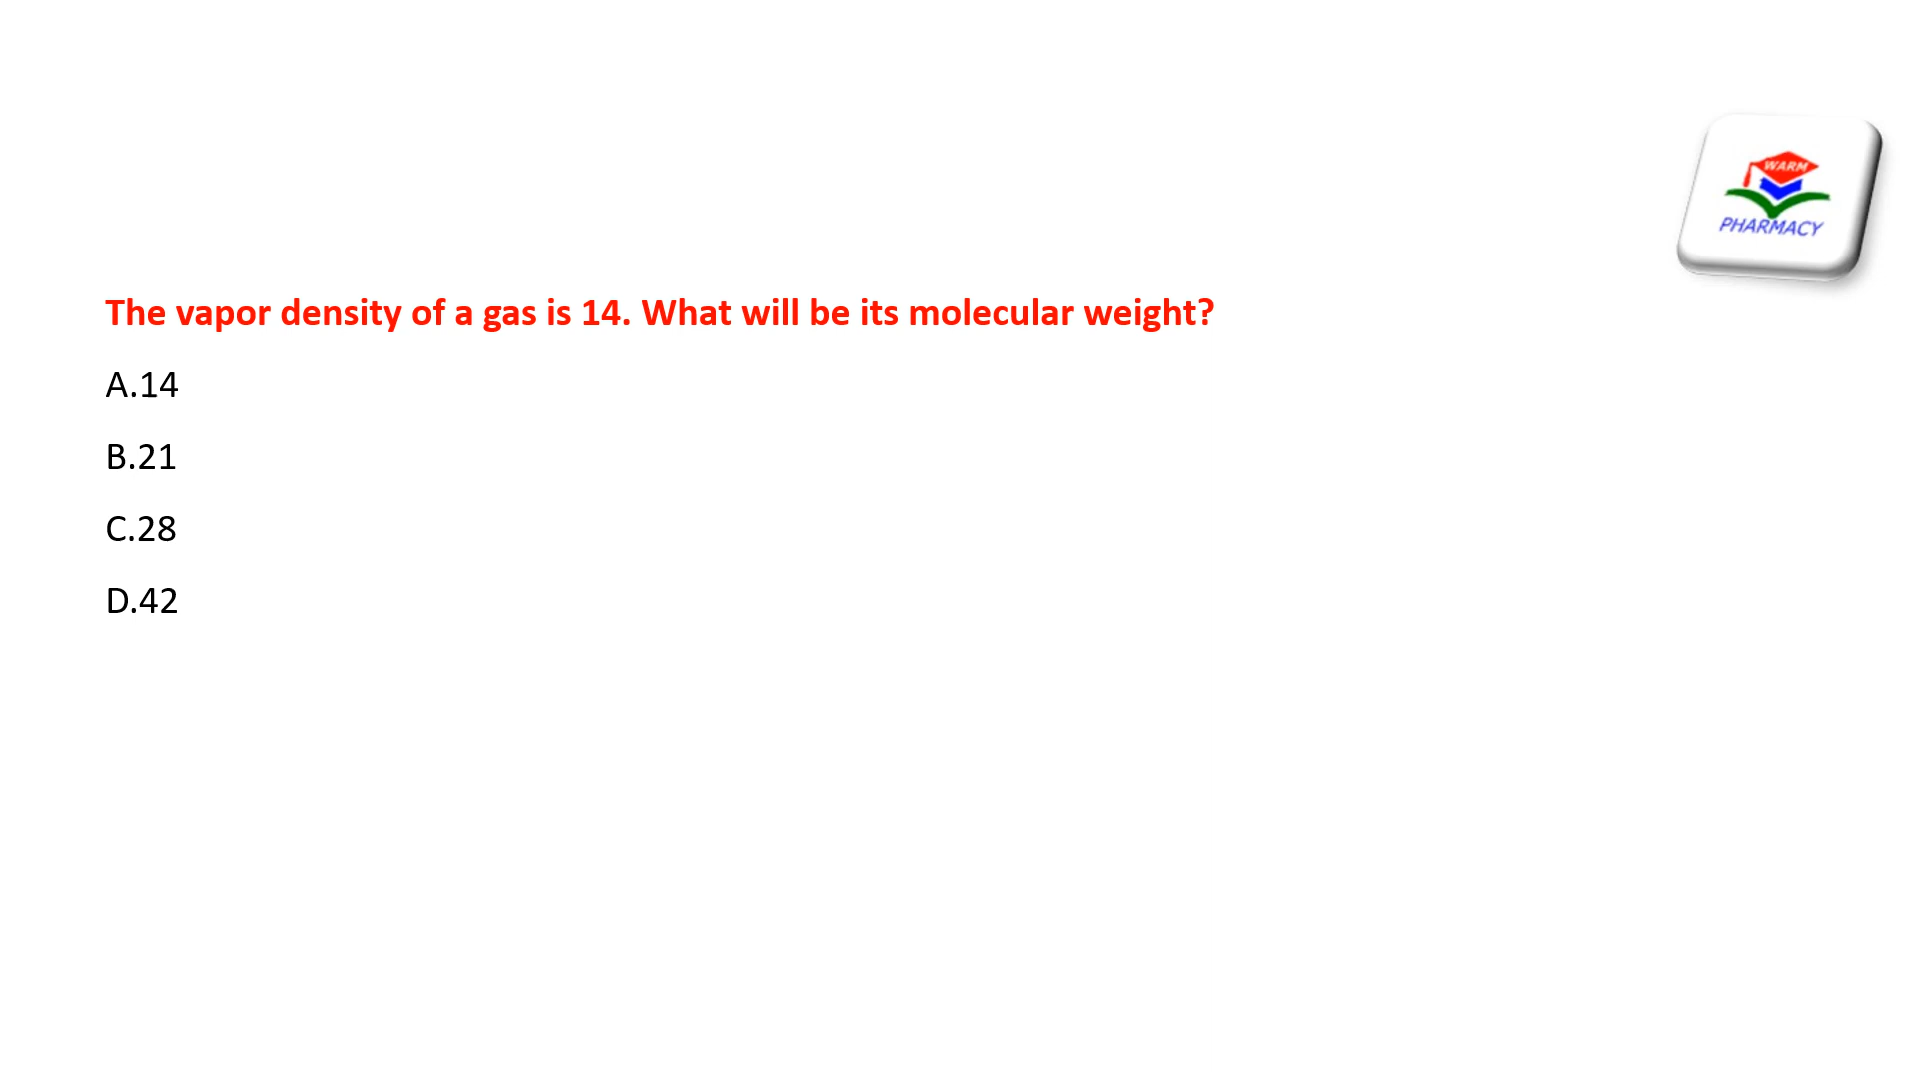 WARM
PHARMACY
The vapor density of a gas is 14. What will be its molecular weight?
A.14
B.21
C.28
D.42